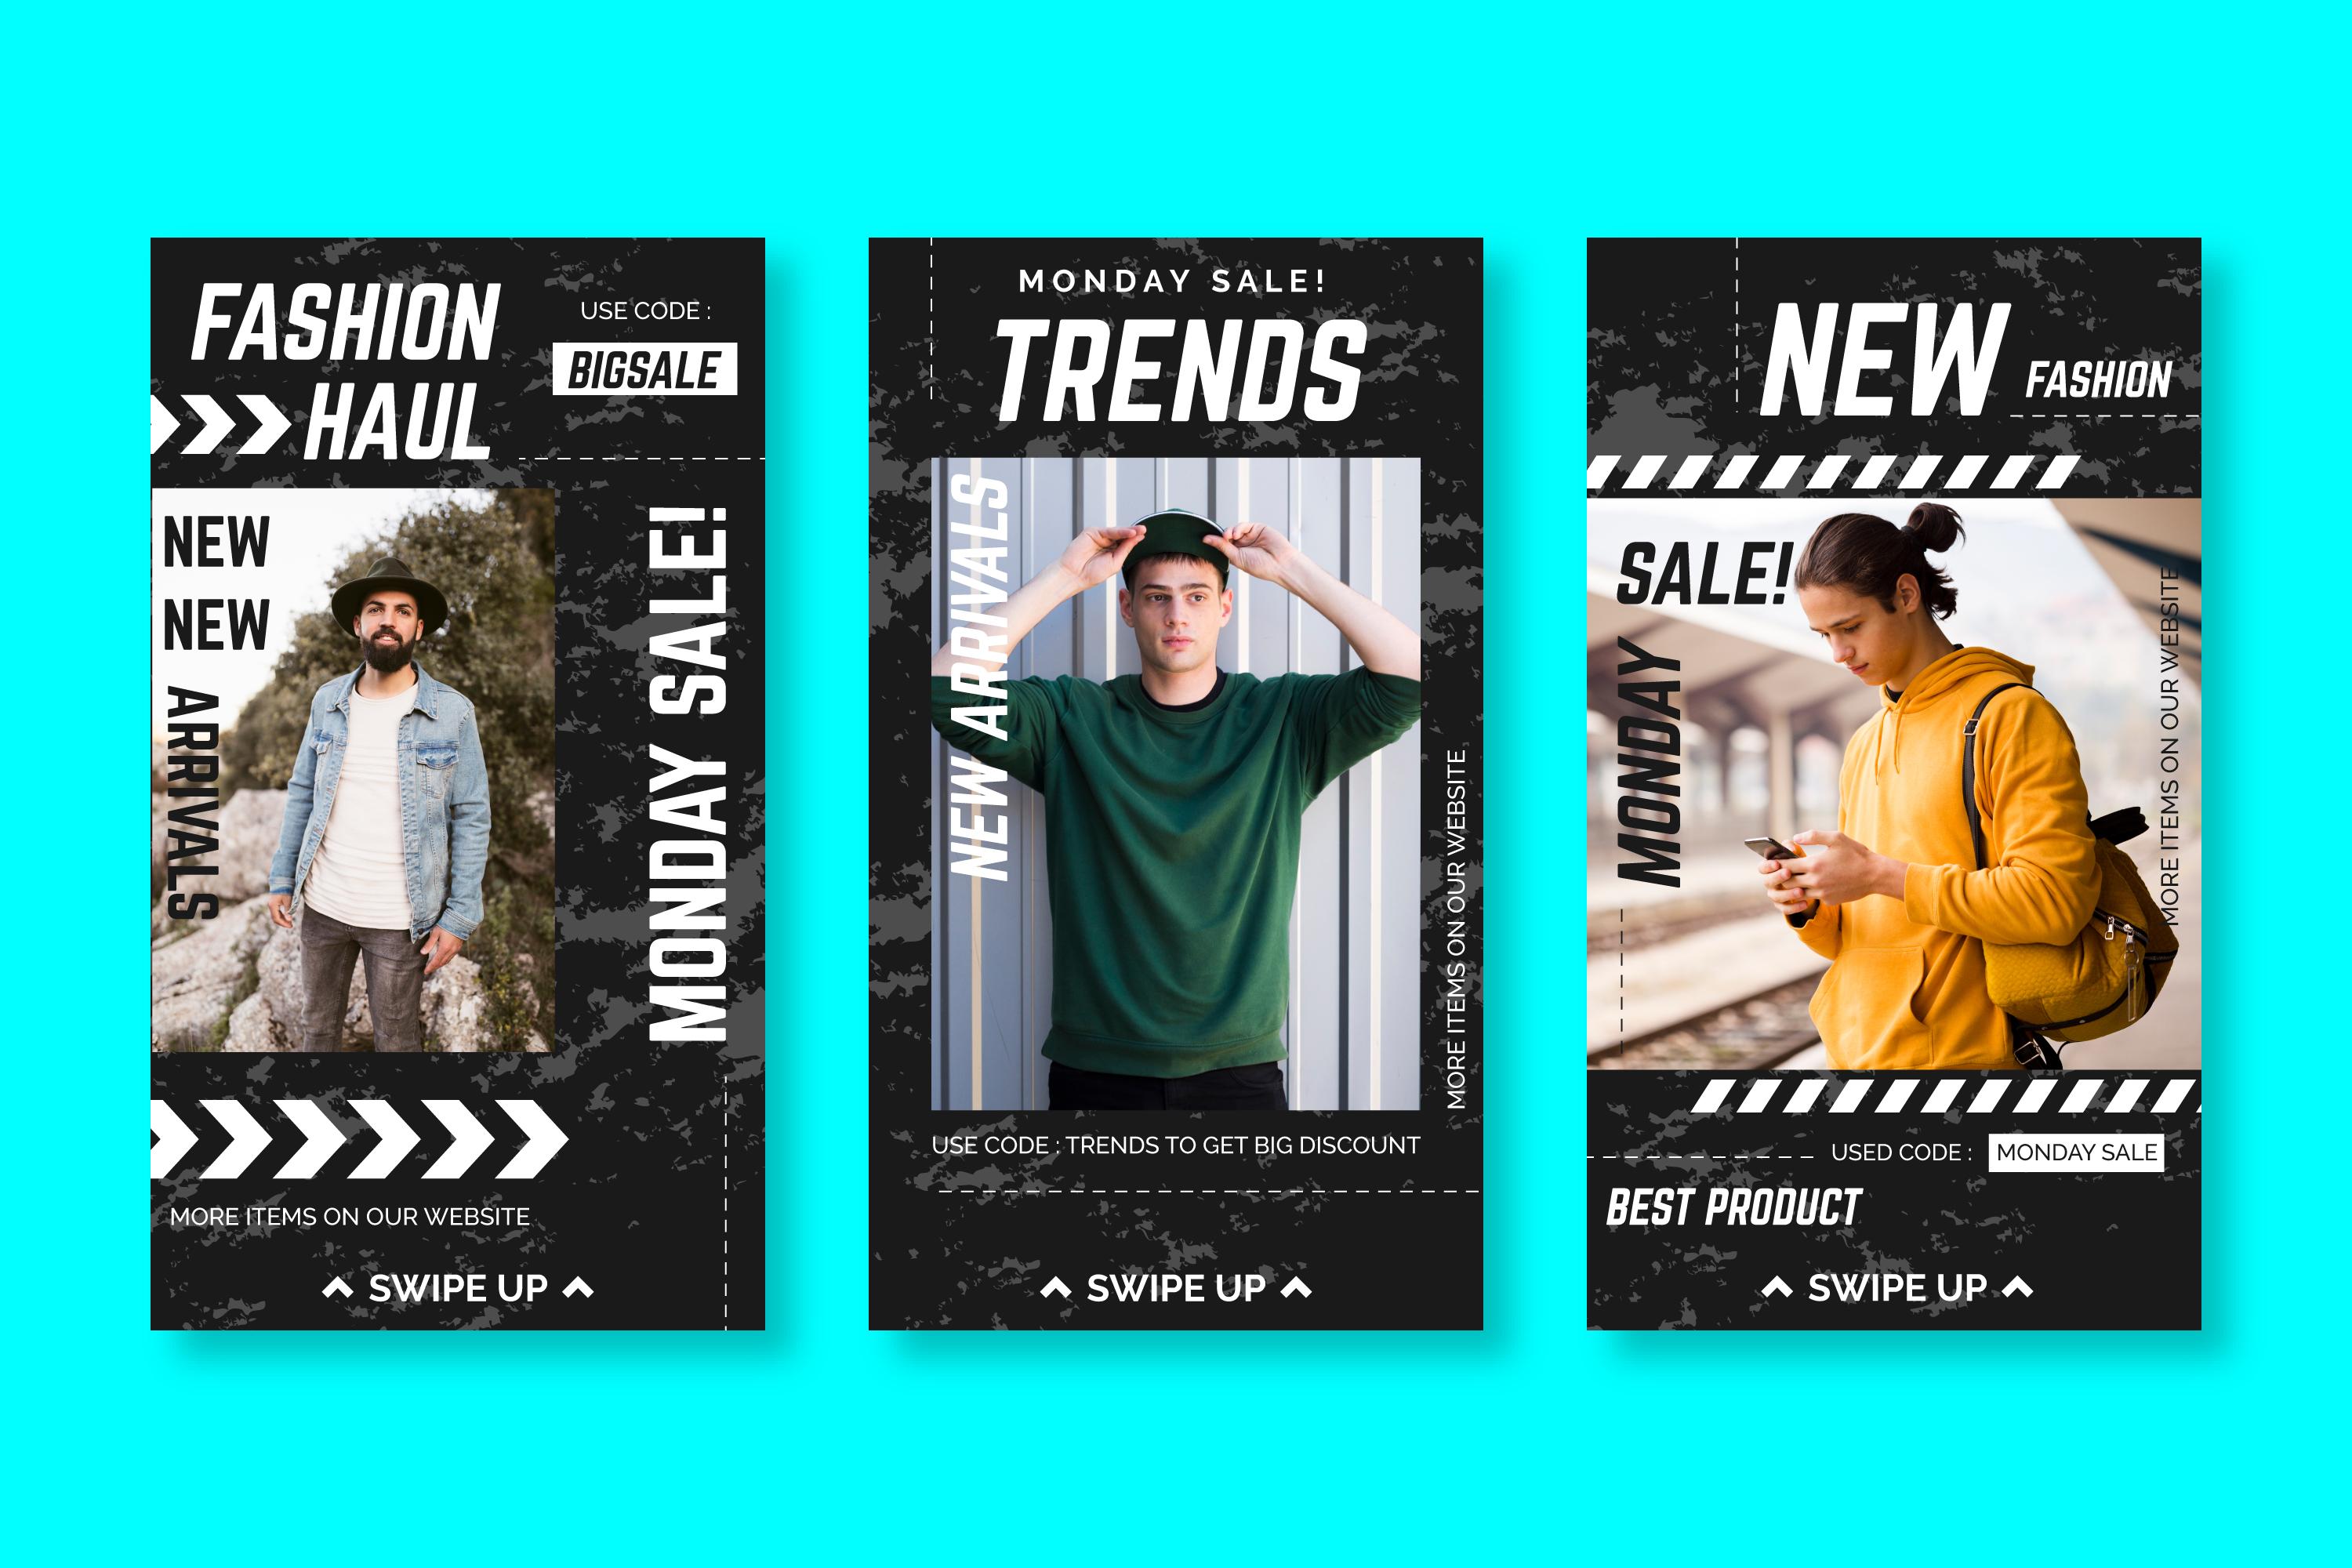 FASHION
HAUL
USE CODE :
BIGSALE
NEW
NEW
ARRIVALS
MONDAY SALE!
MORE ITEMS ON OUR WEBSITE
SWIPE UP
MONDAY SALE!
TRENDS
NEW ARRIVALS
MORE ITEMS ON OUR WEBSITE
USE CODE : TRENDS TO GET BIG DISCOUNT
SWIPE UP
NEW
FASHION
SALE!
MONDAY
MORE ITEMS ON OUR WEBSITE
USED CODE :
MONDAY SALE
BEST PRODUCT
SWIPE UP